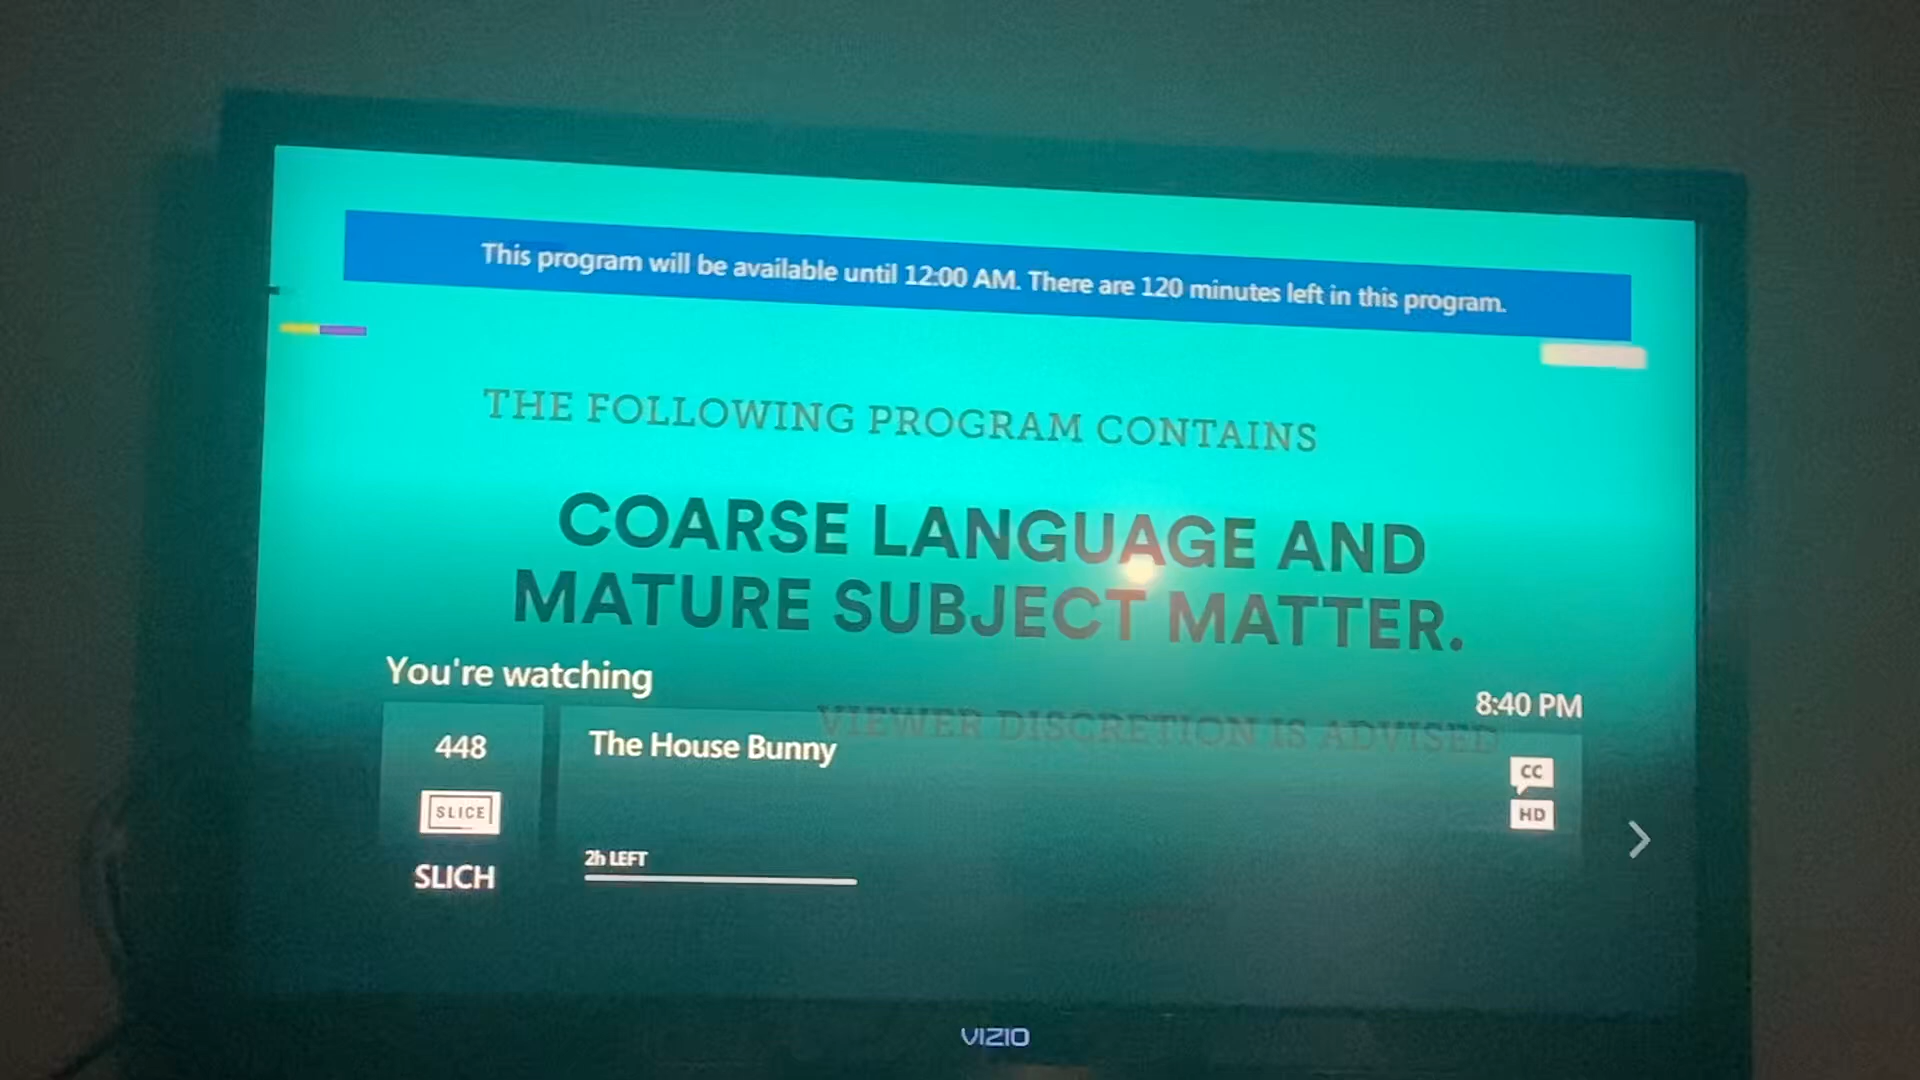 This program will be available until 12:00 AM. There are 120 minutes left in this program.
THE FOLLOWING PROGRAM CONTAINS
COARSE LANGUAGE AND
MATURE SUBJECT MATTER.
VIEWER DISCRETION IS ADVISED
You're watching
8:40 PM
448
The House Bunny
CC
SLICE
HD
2h LEFT
SLICH
VIZIO